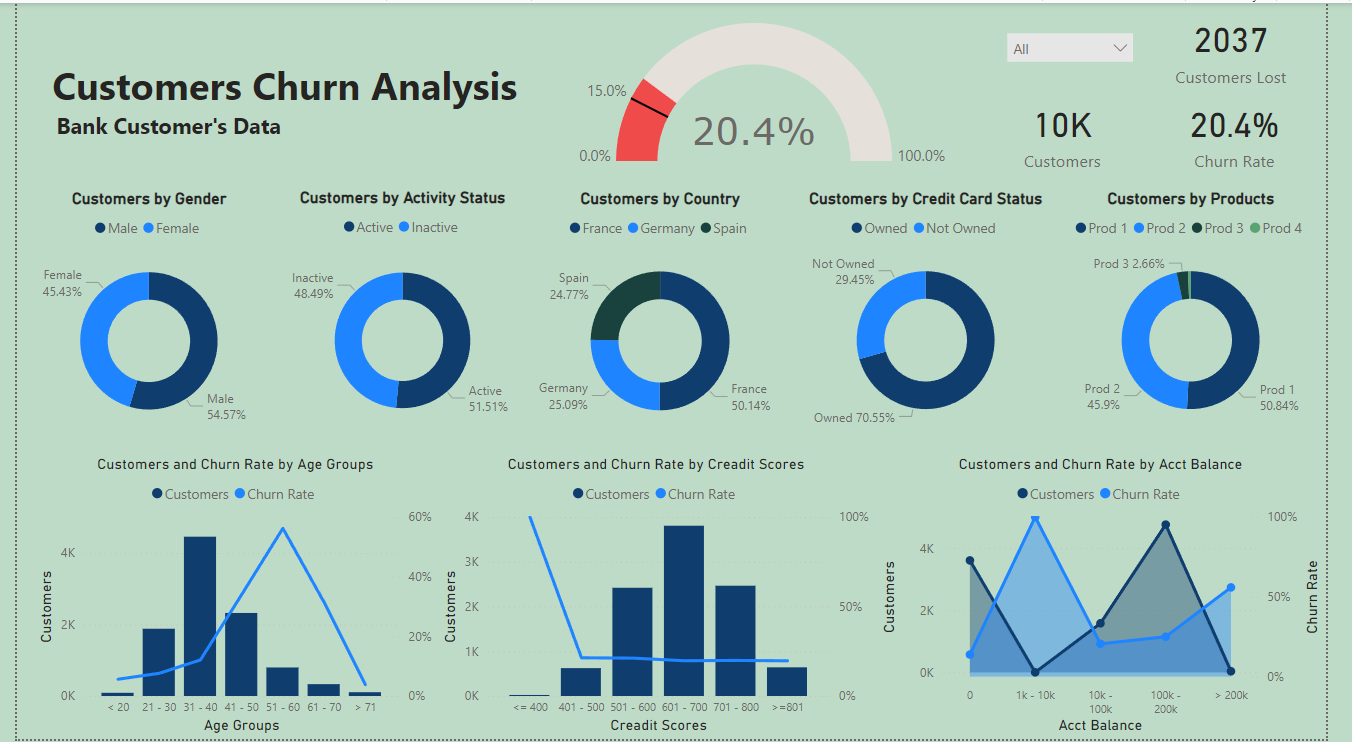 Customers Churn Analysis
Bank Customer's Data
15.0%
0.0%
20.4%
100.0%
All
2037
Customers Lost
10K
Customers
20.4%
Churn Rate
Customers by Gender
Male Female
Female
45.43%
Male
54.57%
Customers by Activity Status
Active Inactive
Inactive
48.49%
Active
51.51%
Customers by Country
France Germany Spain
Spain
24.77%
Germany
25.09%
France
50.14%
Customers by Credit Card Status
Owned Not Owned
Not Owned
29.45%
Owned 70.55%
Customers by Products
Prod 1 Prod 2 Prod 3 Prod 4
Prod 3 2.66%
Prod 2
45.9%
Prod 1
50.84%
Customers and Churn Rate by Age Groups
Customers Churn Rate
Customers
4K
2K
0K
60%
40%
20%
0%
< 20 21 - 30 31 - 40 41 - 50 51 - 60 61 - 70 > 71
Age Groups
Customers and Churn Rate by Creadit Scores
Customers Churn Rate
Customers
4K
3K
2K
1K
0K
100%
50%
0%
<= 400 401 - 500 501 - 600 601 - 700 701 - 800 >=801
Creadit Scores
Customers and Churn Rate by Acct Balance
Customers Churn Rate
Customers
4K
2K
0K
100%
50%
0%
Churn Rate
0 1k - 10k 10k - 100k - > 200k
100k 200k
Acct Balance